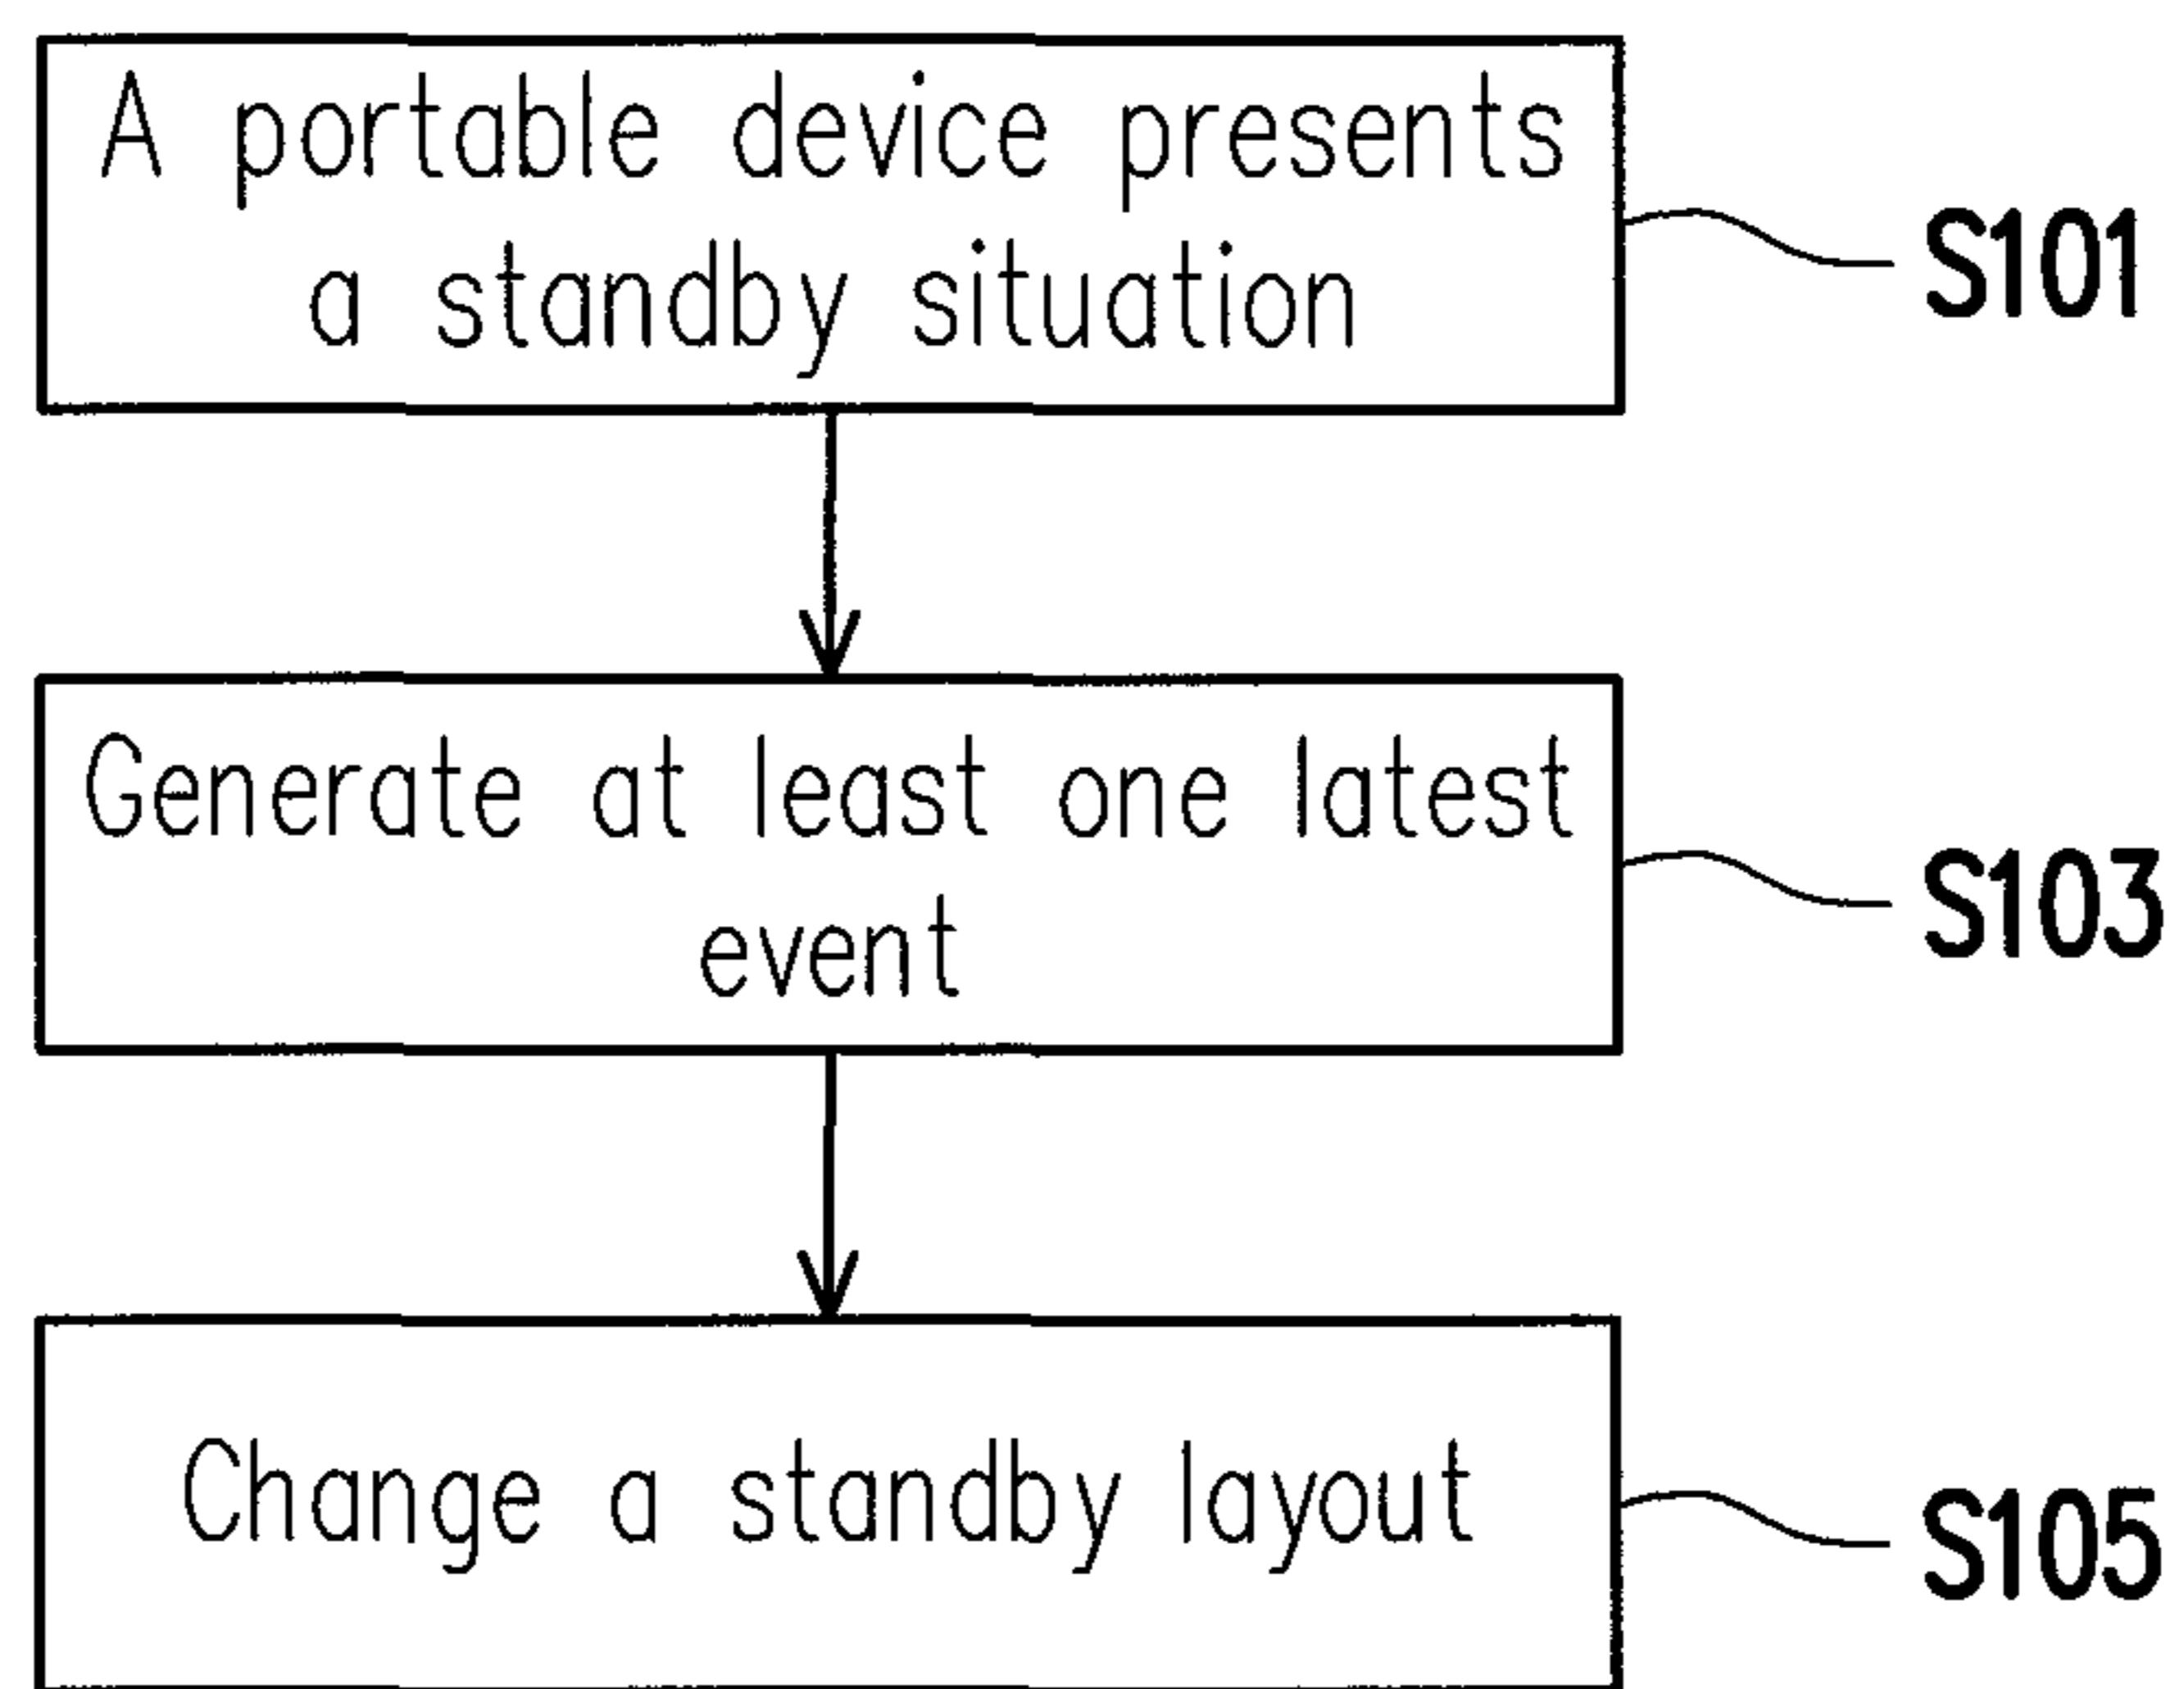 A portable device presents
a standby situation
S101
Generate at least one latest
event
S103
Change a standby layout
S105